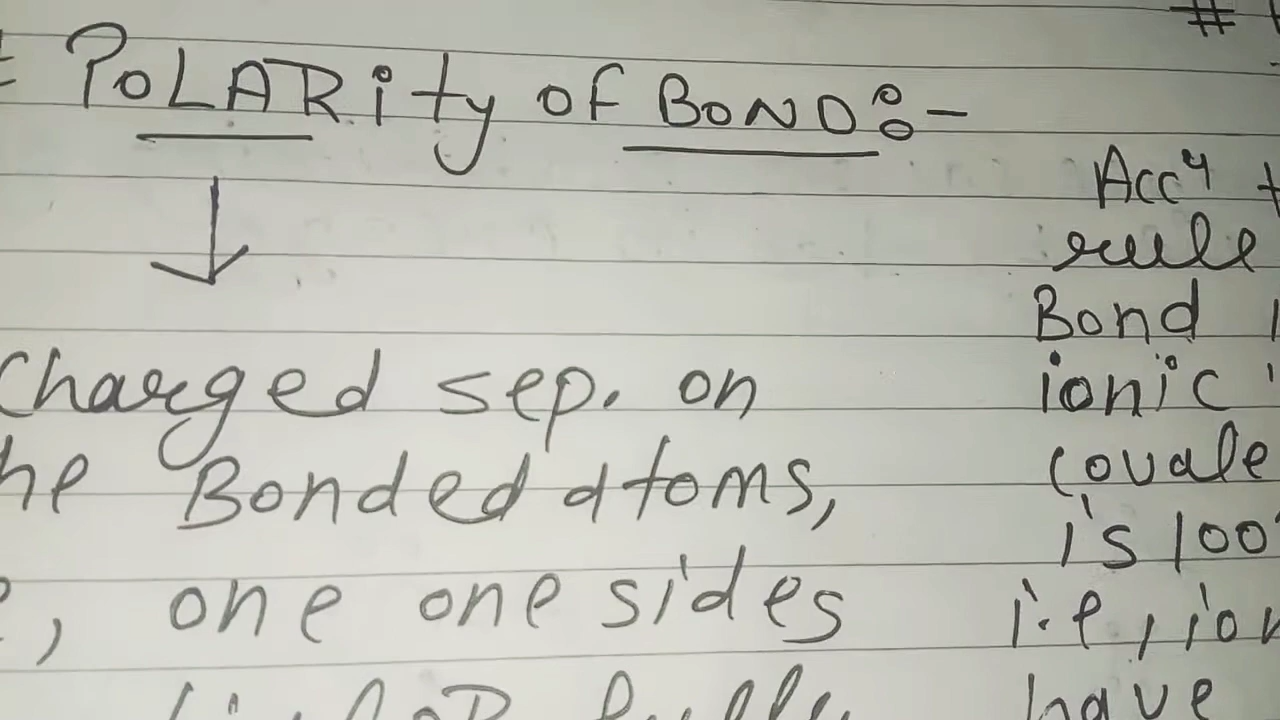 POLARity of BOND:-
Charged sep. on
he Bonded atoms,
, one one sides
#
Acc4
rule
Bond
ionic
covale
is 100
i.e, ion
have